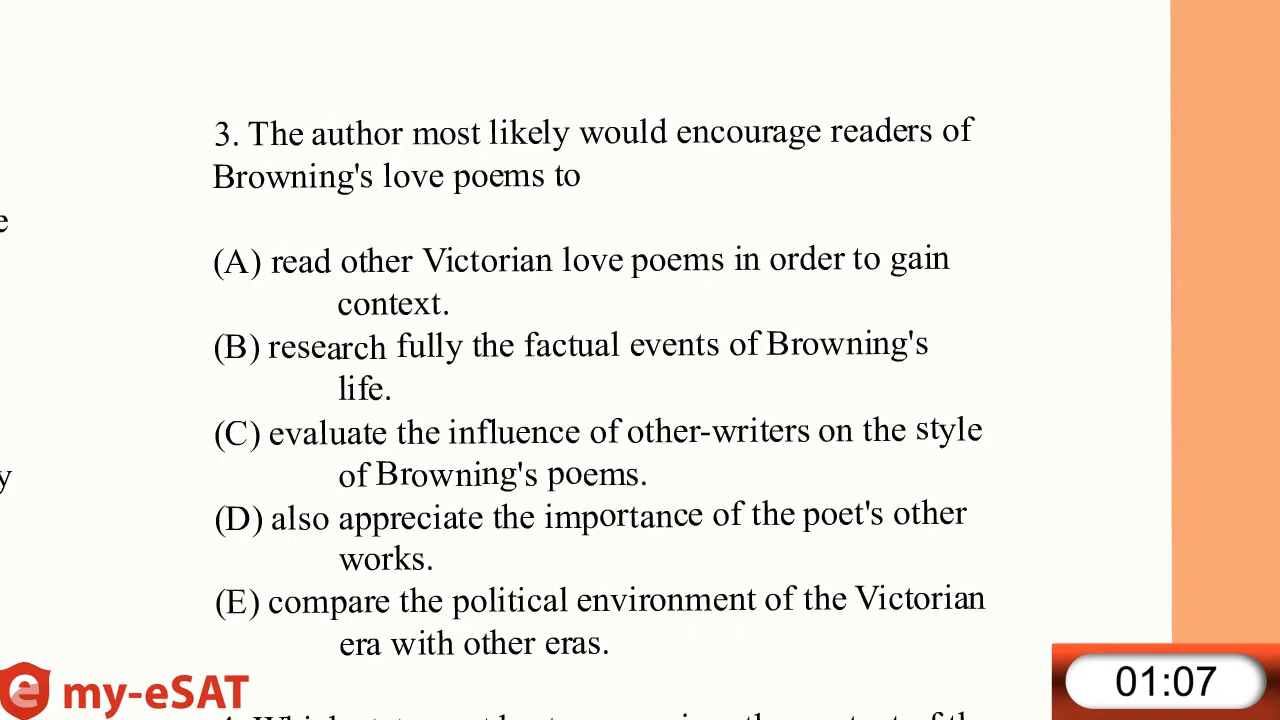 3. The author most likely would encourage readers of
Browning's love poems to
e
(A) read other Victorian love poems in order to gain
context.
(B) research fully the factual events of Browning's
life.
(C) evaluate the influence of other-writers on the style
y
of Browning's poems.
(D) also appreciate the importance of the poet's other
works.
(E) compare the political environment of the Victorian
era with other eras.
my-eSAT
01:07